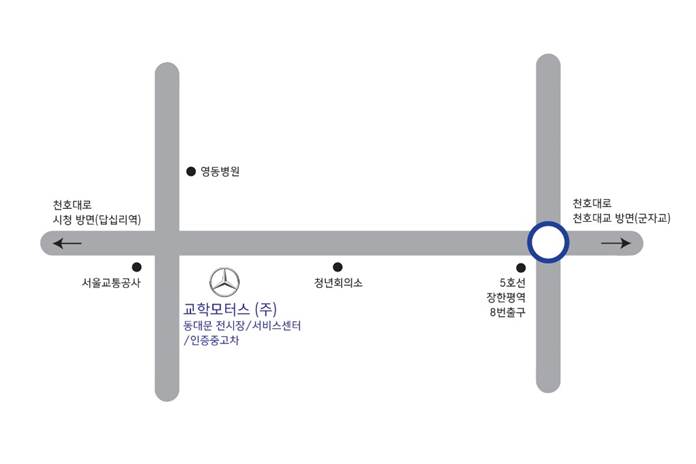 영동병원
천호대로
시청 방면(답십리역)
천호대로
천호대교 방면(군자교)
서울교통공사
교학모터스 (주)
동대문 전시장/서비스센터
/인증중고차
청년회의소
5호선
장한평역
8번출구